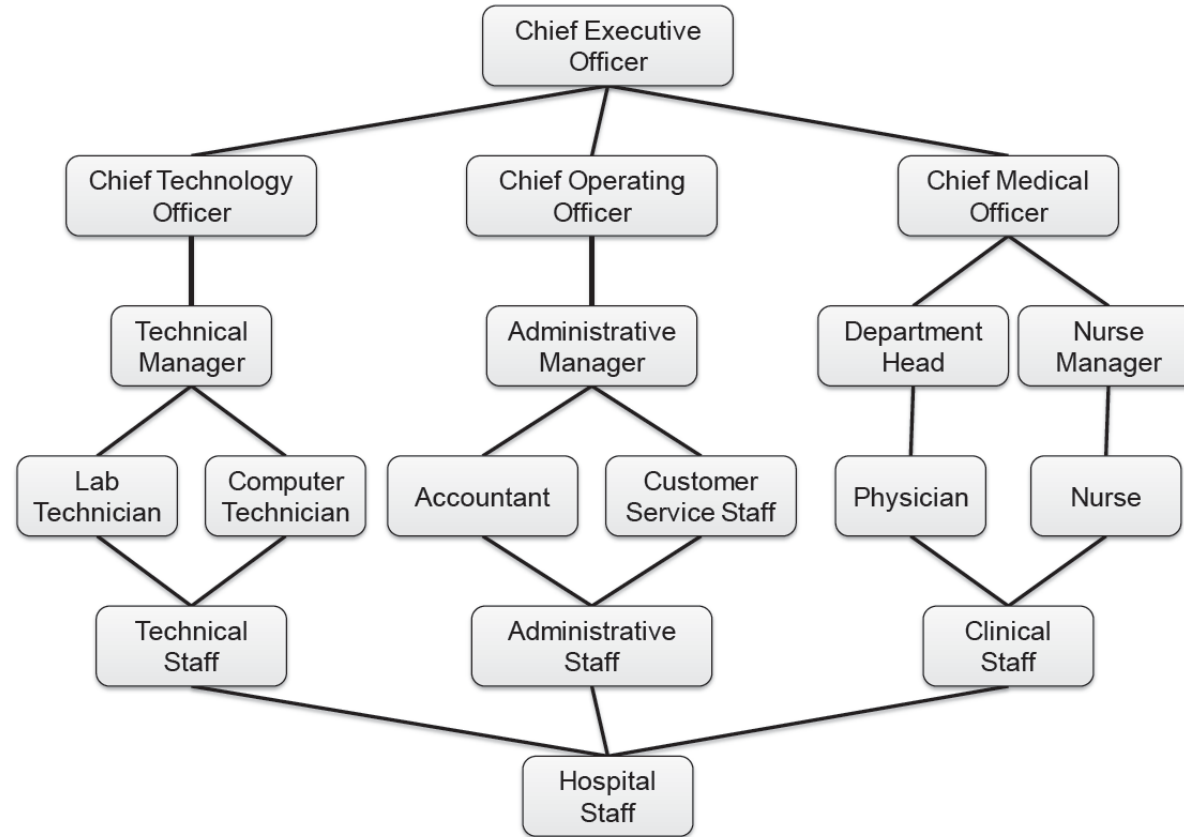 Chief Executive
Officer
Chief Technology
Officer
Chief Operating
Officer
Chief Medical
Officer
Technical
Manager
Administrative
Manager
Department
Head
Nurse
Manager
Lab
Technician
Computer
Technician
Accountant
Customer
Service Staff
Physician
Nurse
Technical
Staff
Administrative
Staff
Clinical
Staff
Hospital
Staff